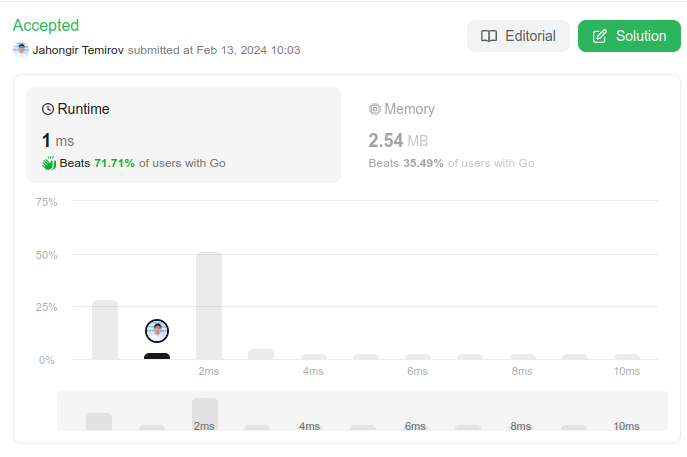 Accepted
Jahongir Temirov submitted at Feb 13, 2024 10:03
Editorial
Solution
Runtime
1 ms
Beats 71.71% of users with Go
Memory
2.54 MB
Beats 35.49% of users with Go
75%
50%
25%
0%
2ms 4ms 6ms 8ms 10ms
2ms 4ms 6ms 8ms 10ms